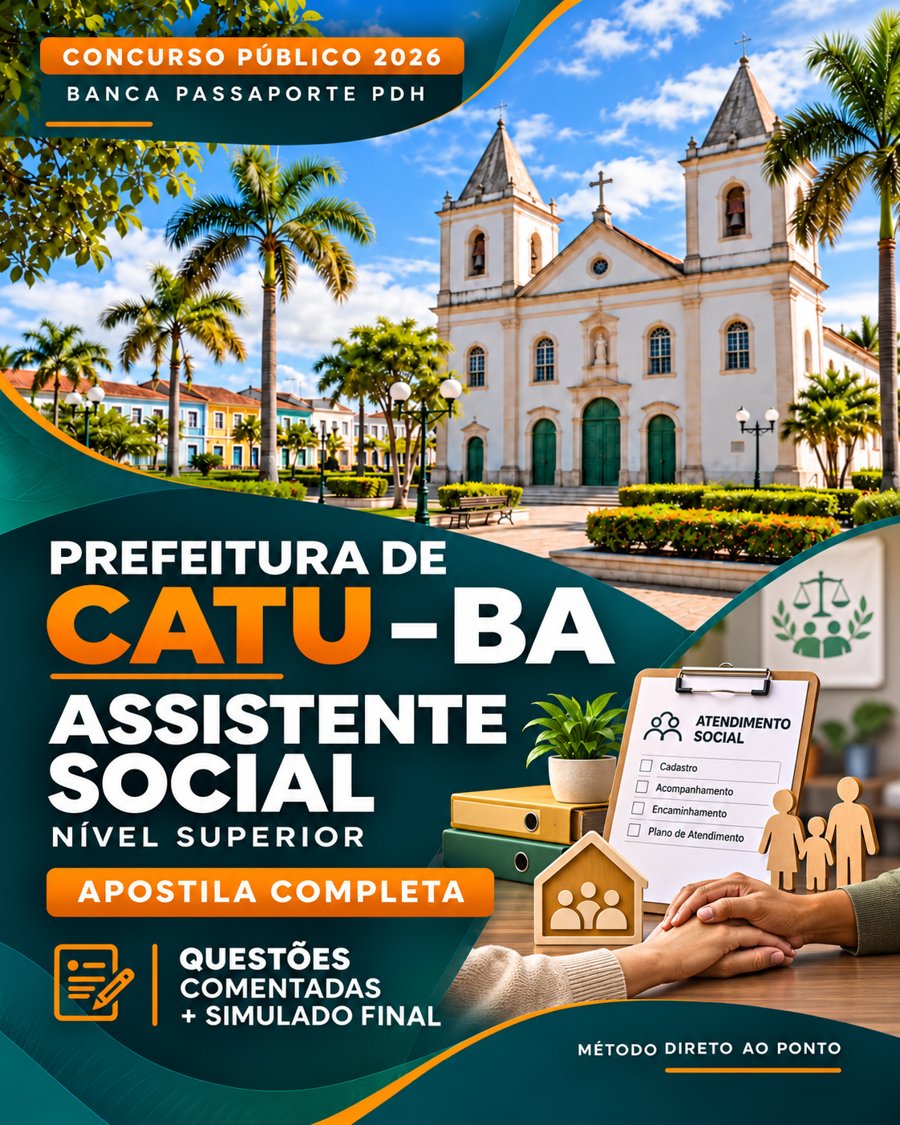 CONCURSO PÚBLICO 2026
BANCA PASSAPORTE PDH
PREFEITURA DE
CATU - BA
ASSISTENTE
SOCIAL
NÍVEL SUPERIOR
APOSTILA COMPLETA
QUESTÕES
COMENTADAS
+ SIMULADO FINAL
ATENDIMENTO
SOCIAL
Cadastro
Acompanhamento
Encaminhamento
Plano de Atendimento
MÉTODO DIRETO AO PONTO